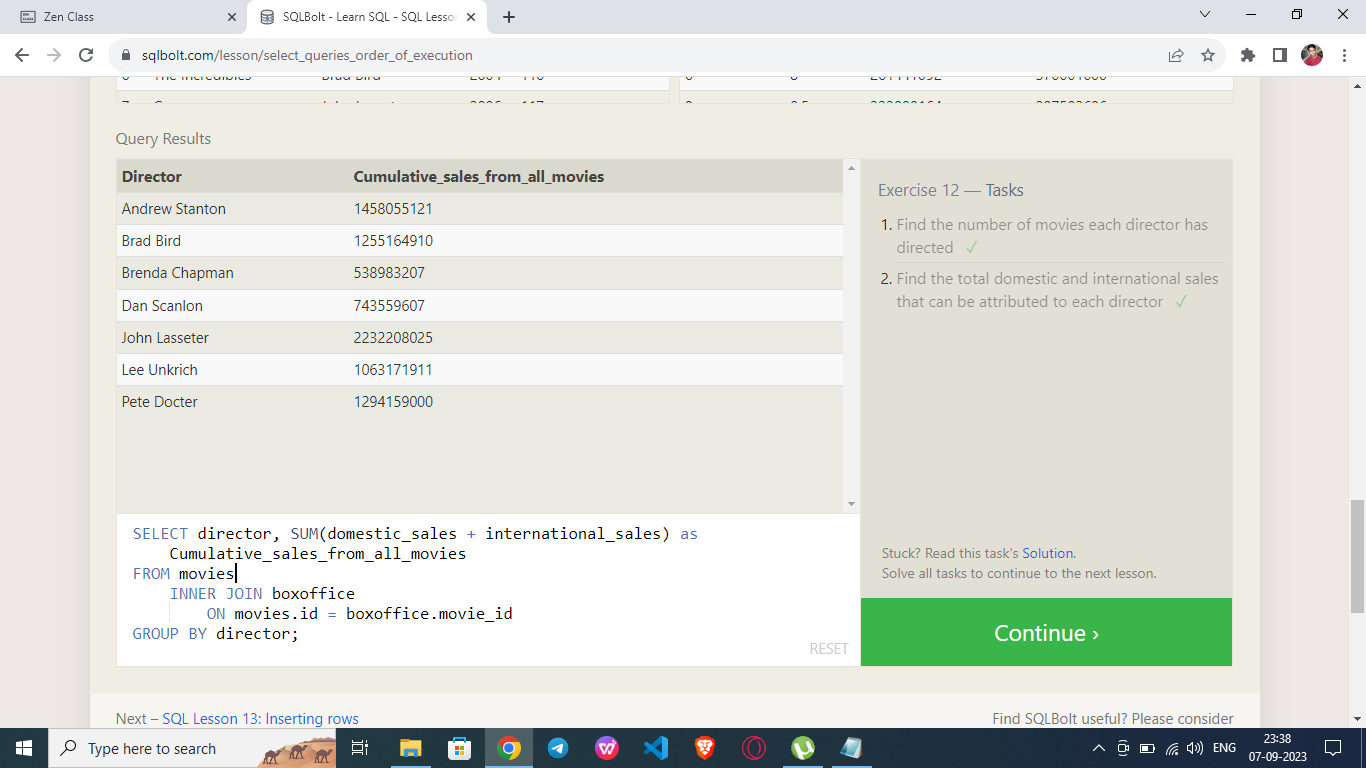 Zen Class
SQLBolt - Learn SQL - SQL Lesson
sqlbolt.com/lesson/select_queries_order_of_execution
The Incredibles Brad Bird
Query Results
Director Cumulative_sales_from_all_movies
Andrew Stanton 1458055121
Brad Bird 1255164910
Brenda Chapman 538983207
Dan Scanlon 743559607
John Lasseter 2232208025
Lee Unkrich 1063171911
Pete Docter 1294159000
Exercise 12 — Tasks
1. Find the number of movies each director has
directed ✓
2. Find the total domestic and international sales
that can be attributed to each director ✓
Stuck? Read this task's Solution.
Solve all tasks to continue to the next lesson.
Continue ›
SELECT director, SUM(domestic_sales + international_sales) as
Cumulative_sales_from_all_movies
FROM movies
INNER JOIN boxoffice
ON movies.id = boxoffice.movie_id
GROUP BY director;
RESET
Next – SQL Lesson 13: Inserting rows
Find SQLBolt useful? Please consider
Type here to search
ENG
23:38
07-09-2023